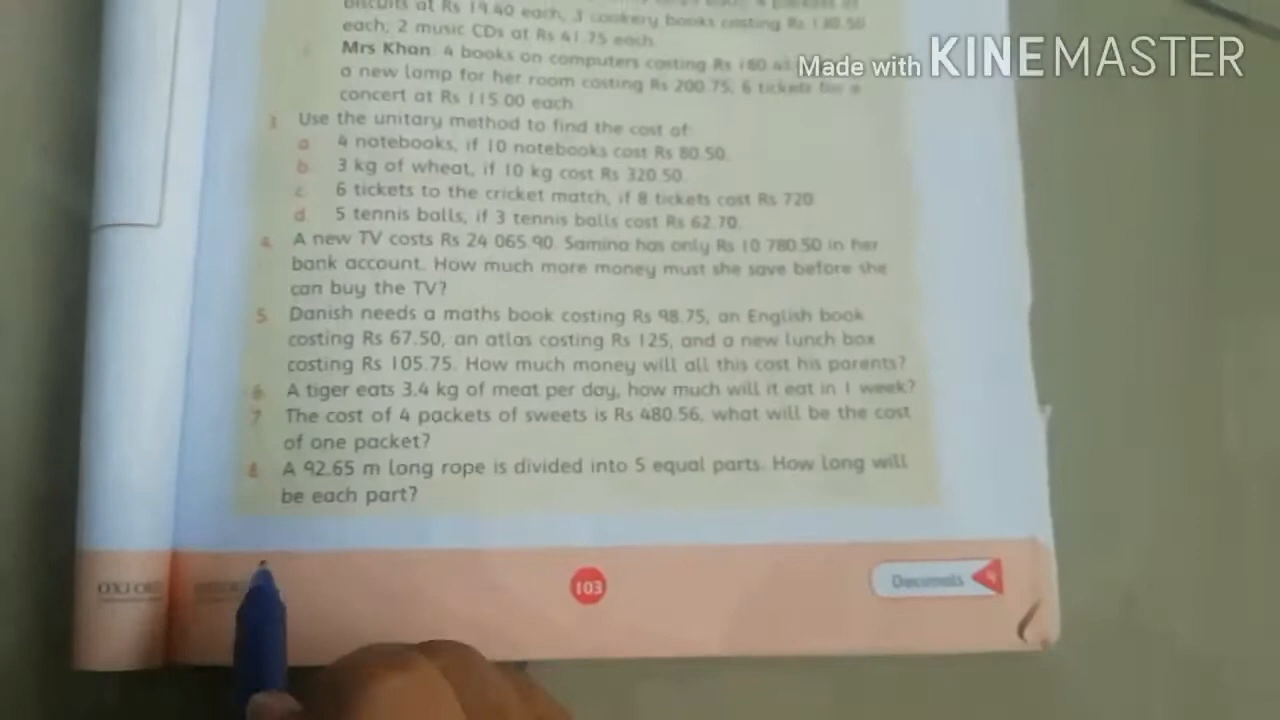 biscuits at Rs 19.40 each, 3 cookery books costing Rs 130.50
each; 2 music CDs at Rs 41.75 each.
Mrs Khan: 4 books on computers costing Rs 180.45
a new lamp for her room costing Rs 200.75; 6 tickets for a
concert at Rs 115.00 each
Made with KINEMASTER
3. Use the unitary method to find the cost of:
a. 4 notebooks, if 10 notebooks cost Rs 80.50.
b. 3 kg of wheat, if 10 kg cost Rs 320.50.
c. 6 tickets to the cricket match, if 8 tickets cost Rs 720
d. 5 tennis balls, if 3 tennis balls cost Rs 62.70.
4. A new TV costs Rs 24 065.90. Samina has only Rs 10 780.50 in her
bank account. How much more money must she save before she
can buy the TV?
5. Danish needs a maths book costing Rs 98.75, an English book
costing Rs 67.50, an atlas costing Rs 125, and a new lunch box
costing Rs 105.75. How much money will all this cost his parents?
6. A tiger eats 3.4 kg of meat per day, how much will it eat in 1 week?
7. The cost of 4 packets of sweets is Rs 480.56, what will be the cost
of one packet?
8. A 92.65 m long rope is divided into 5 equal parts. How long will
be each part?
OXFORD
103
Decimals 4